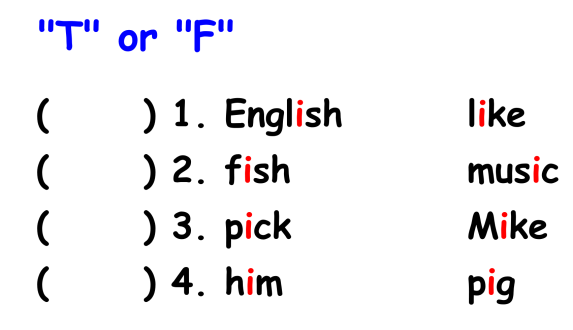 "T" or "F"
( ) 1. English like
( ) 2. fish music
( ) 3. pick Mike
( ) 4. him pig